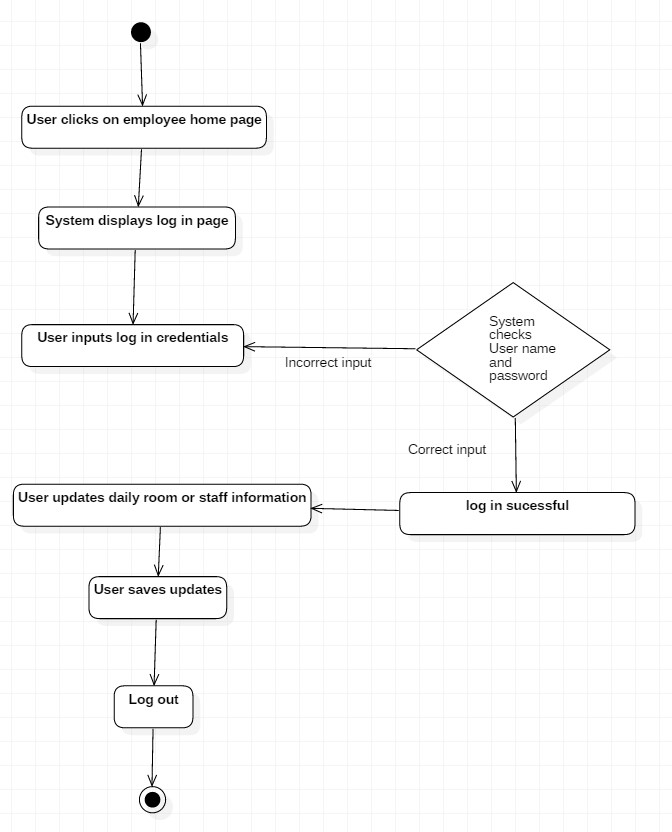 User clicks on employee home page
System displays log in page
User inputs log in credentials
Incorrect input
System
checks
User name
and
password
Correct input
log in sucessful
User updates daily room or staff information
User saves updates
Log out